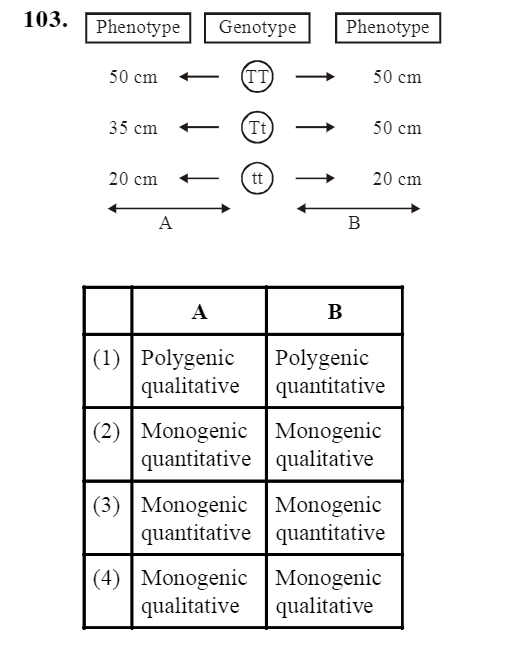 103. Phenotype Genotype Phenotype
50 cm TT 50 cm
35 cm Tt 50 cm
20 cm tt 20 cm
A B
A B
(1) Polygenic Polygenic
qualitative quantitative
(2) Monogenic Monogenic
quantitative qualitative
(3) Monogenic Monogenic
quantitative quantitative
(4) Monogenic Monogenic
qualitative qualitative